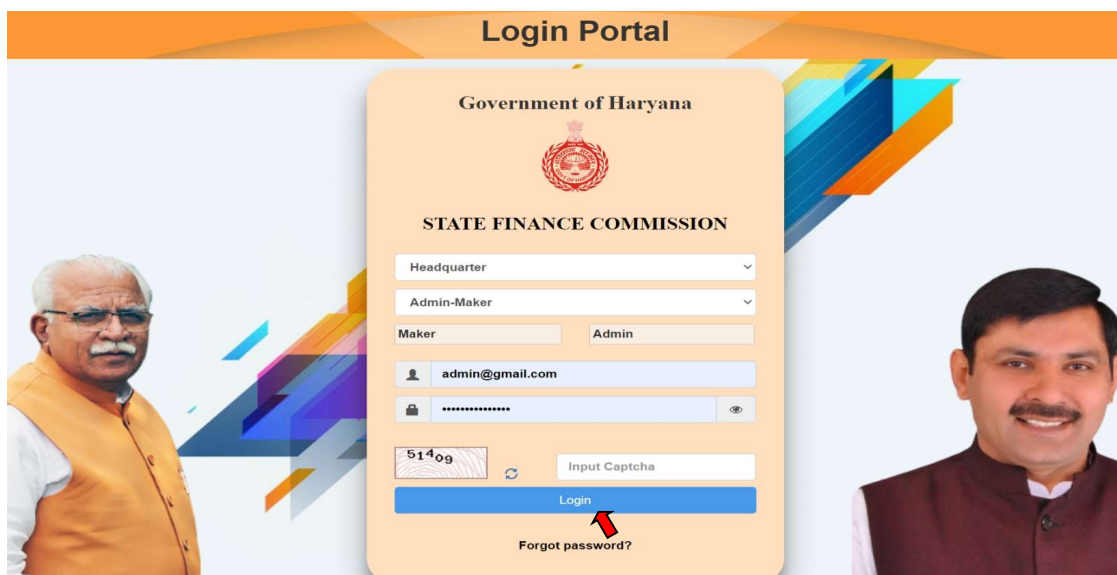 Login Portal
Government of Haryana
STATE FINANCE COMMISSION
Headquarter
Admin-Maker
Maker Admin
admin@gmail.com
•••••••••••••••
51409
Input Captcha
Login
Forgot password?